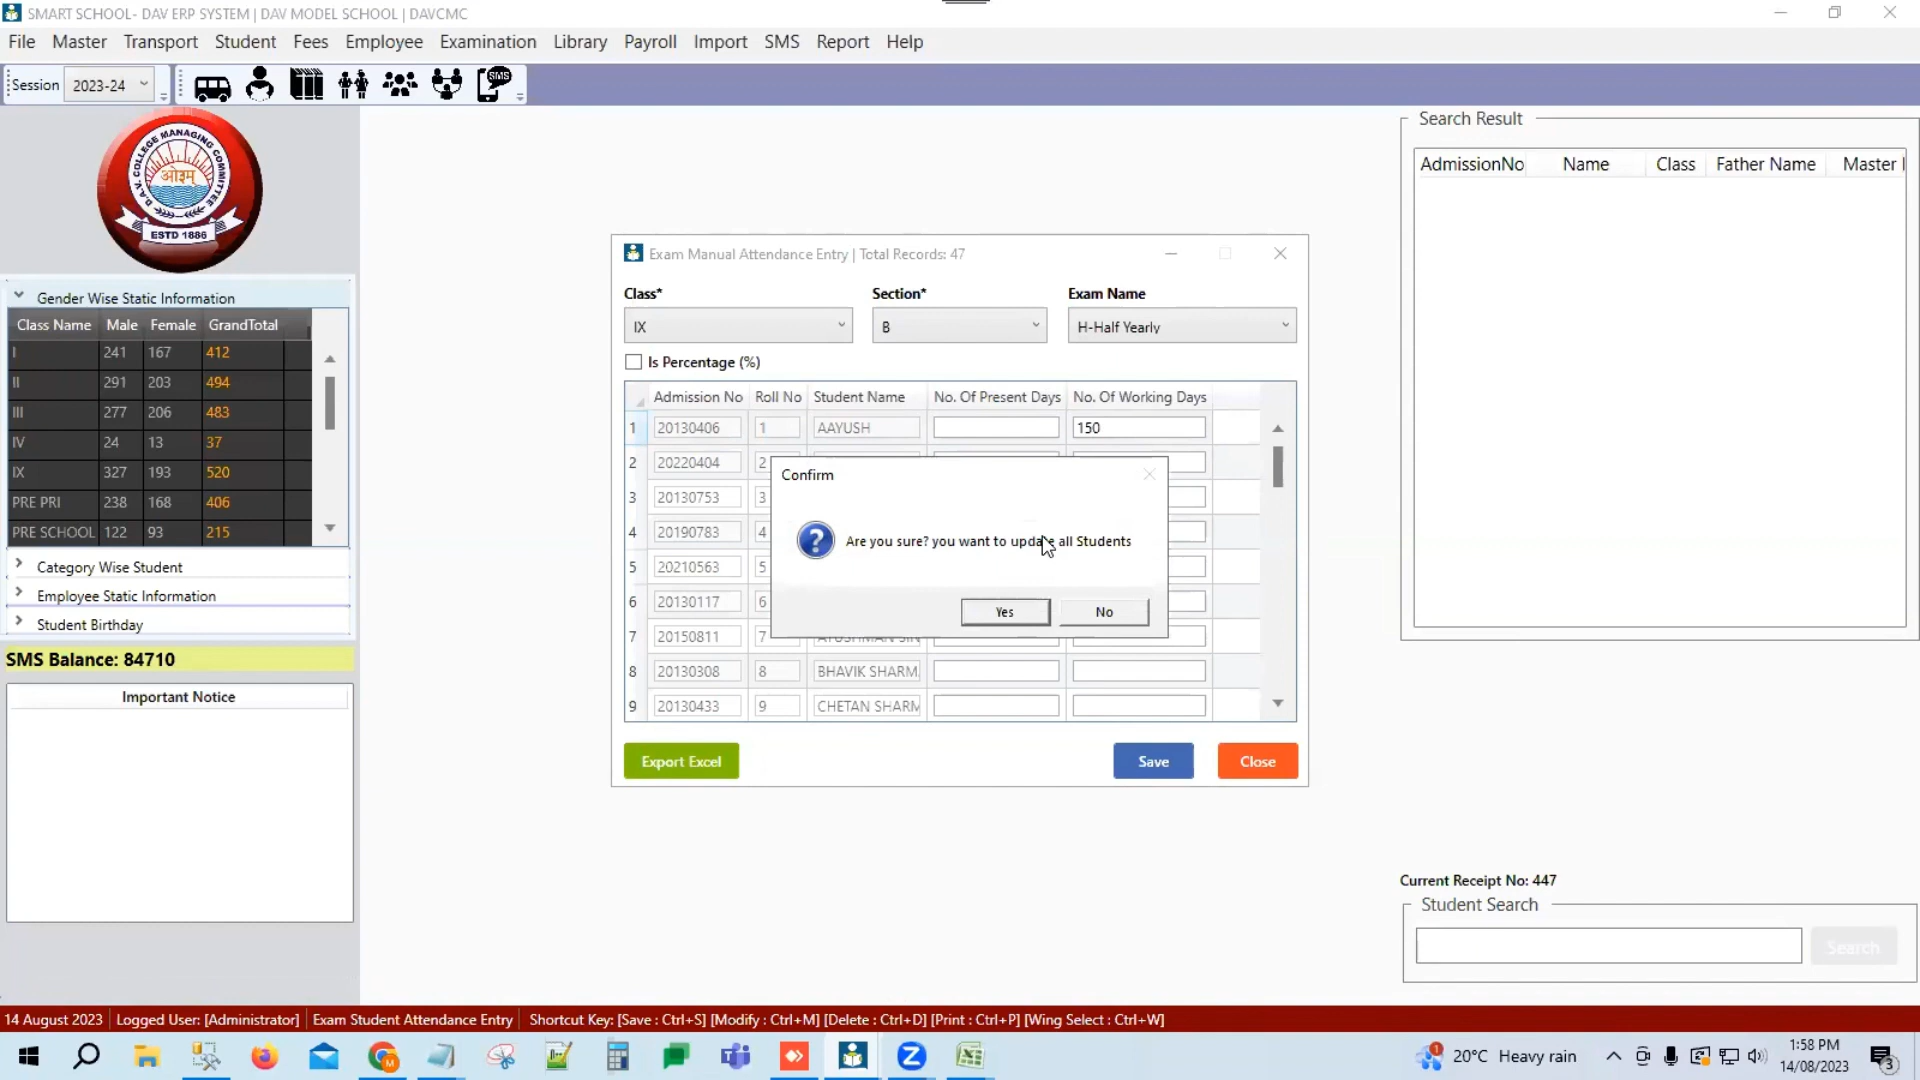 SMART SCHOOL- DAV ERP SYSTEM | DAV MODEL SCHOOL | DAVCMC
File Master Transport Student Fees Employee Examination Library Payroll Import SMS Report Help
Session 2023-24
SMS
D.A.V. COLLEGE MANAGING COMMITTEE
ओ३म्
ESTD 1886
Gender Wise Static Information
Class Name Male Female GrandTotal
I 241 167 412
II 291 203 494
III 277 206 483
IV 24 13 37
IX 327 193 520
PRE PRI 238 168 406
PRE SCHOOL 122 93 215
Category Wise Student
Employee Static Information
Student Birthday
SMS Balance: 84710
Important Notice
Exam Manual Attendance Entry | Total Records: 47
Class* Section* Exam Name
IX B H-Half Yearly
Is Percentage (%)
Admission No Roll No Student Name No. Of Present Days No. Of Working Days
1 20130406 1 AAYUSH 150
2 20220404 2
3 20130753 3
4 20190783 4
5 20210563 5
6 20130117 6
7 20150811 7
8 20130308 8 BHAVIK SHARM
9 20130433 9 CHETAN SHARM
Confirm
Are you sure? you want to update all Students
Yes No
Export Excel Save Close
Search Result
AdmissionNo Name Class Father Name Master
Current Receipt No: 447
Student Search
Search
14 August 2023 Logged User: [Administrator] Exam Student Attendance Entry Shortcut Key: [Save : Ctrl+S] [Modify : Ctrl+M] [Delete : Ctrl+D] [Print : Ctrl+P] [Wing Select : Ctrl+W]
20°C Heavy rain
1:58 PM
14/08/2023
3